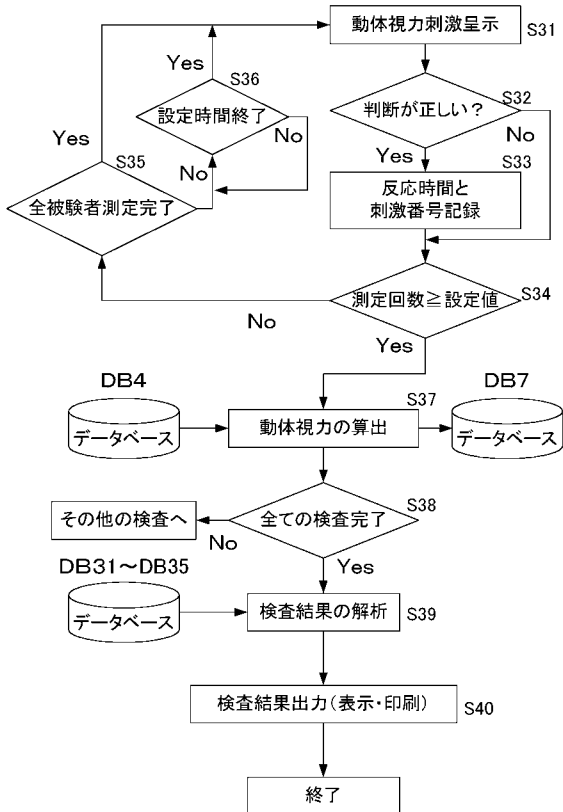 動体視力刺激呈示
S31
Yes
S36
設定時間終了
No
判断が正しい?
S32
No
Yes
S33
Yes
S35
No
全被験者測定完了
反応時間と
刺激番号記録
測定回数≧設定値
S34
No
Yes
DB4
データベース
S37
動体視力の算出
DB7
データベース
その他の検査へ
No
全ての検査完了
S38
Yes
DB31～DB35
データベース
検査結果の解析
S39
検査結果出力(表示・印刷)
S40
終了